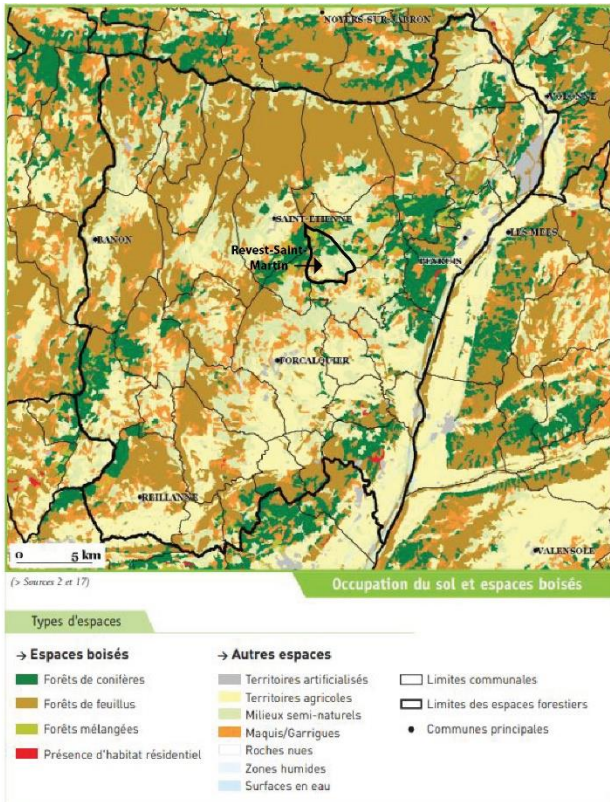 NOYERS-SUR-JABRON
VOLONNE
SAINT-ETIENNE
BANON
Revest-Saint-
Martin
LES MEES
PEYRUIS
FORCALQUIER
REILLANNE
VALENSOLE
0 5 km
(> Sources 2 et 17)
Occupation du sol et espaces boisés
Types d'espaces
→ Espaces boisés
Forêts de conifères
Forêts de feuillus
Forêts mélangées
Présence d'habitat résidentiel
→ Autres espaces
Territoires artificialisés
Territoires agricoles
Milieux semi-naturels
Maquis/Garrigues
Roches nues
Zones humides
Surfaces en eau
Limites communales
Limites des espaces forestiers
Communes principales